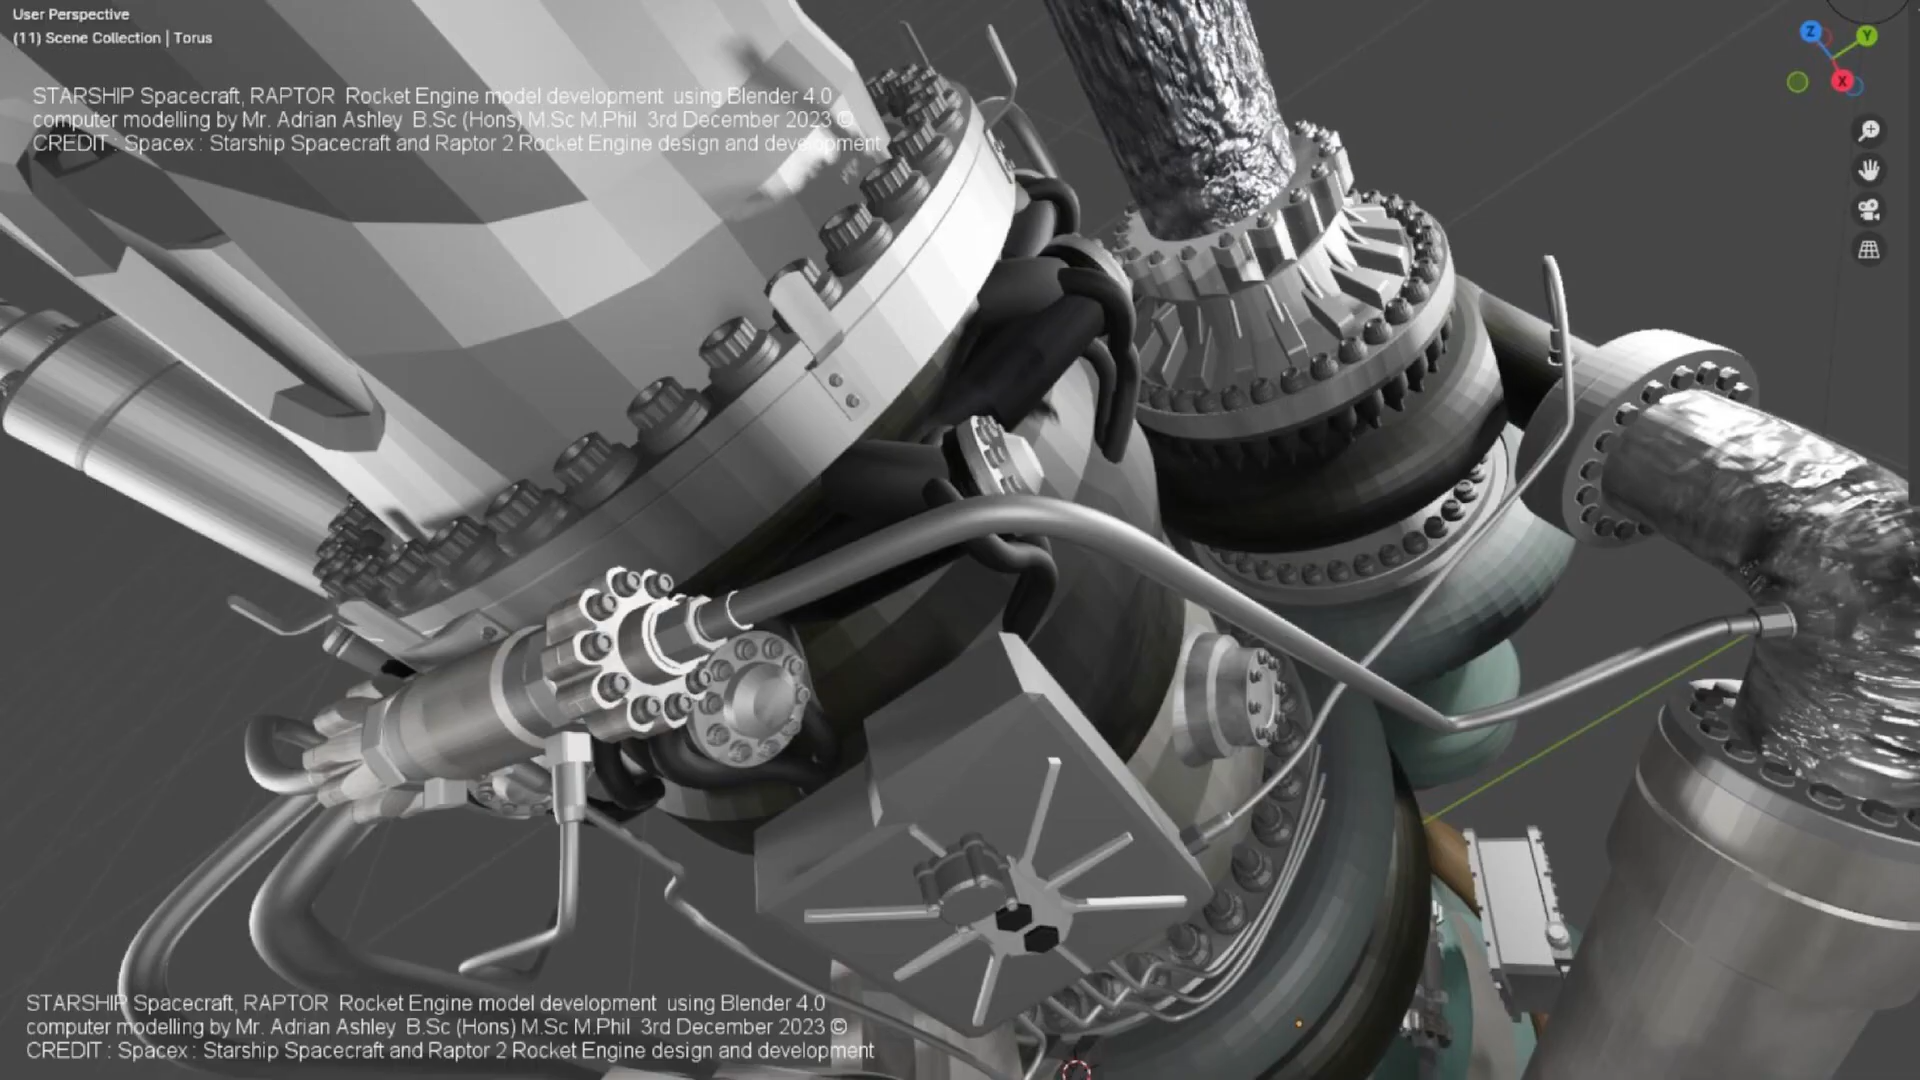 User Perspective
(11) Scene Collection | Torus
Z
Y
X
STARSHIP Spacecraft, RAPTOR  Rocket Engine model development  using Blender 4.0
computer modelling by Mr. Adrian Ashley  B.Sc (Hons) M.Sc M.Phil  3rd December 2023 ©
CREDIT : Spacex : Starship Spacecraft and Raptor 2 Rocket Engine design and development
STARSHIP Spacecraft, RAPTOR  Rocket Engine model development  using Blender 4.0
computer modelling by Mr. Adrian Ashley  B.Sc (Hons) M.Sc M.Phil  3rd December 2023 ©
CREDIT : Spacex : Starship Spacecraft and Raptor 2 Rocket Engine design and development